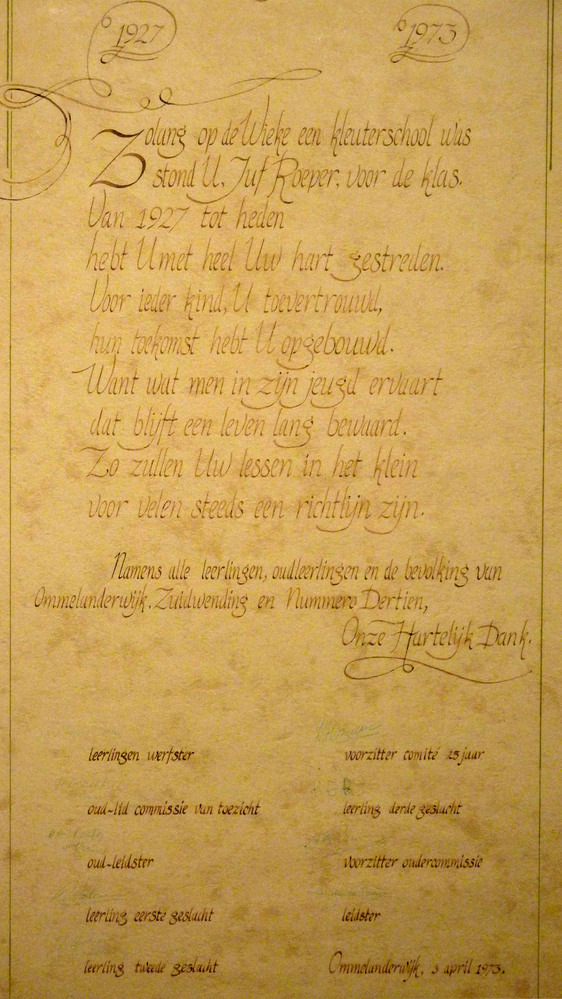 1927 1973
Zolang op de Wieke een kleuterschool was
stond U, Juf Roeper, voor de klas.
Van 1927 tot heden
hebt U met heel Uw hart gestreden.
Voor ieder kind, U toevertrouwd,
hun toekomst hebt U opgebouwd.
Want wat men in zijn jeugd ervaart
dat blijft een leven lang bewaard.
Zo zullen Uw lessen in het klein
voor velen steeds een richtlijn zijn.
Namens alle leerlingen, oudleerlingen en de bevolking van
Ommelanderwijk, Zuidwending en Nummero Dertien,
Onze Hartelijk Dank.
leerlingen werfster voorzitter comité 25 jaar
oud-lid commissie van toezicht leerling derde geslacht
oud-leidster voorzitter oudercommissie
leerling eerste geslacht leidster
leerling tweede geslacht Ommelanderwijk, 3 april 1973.